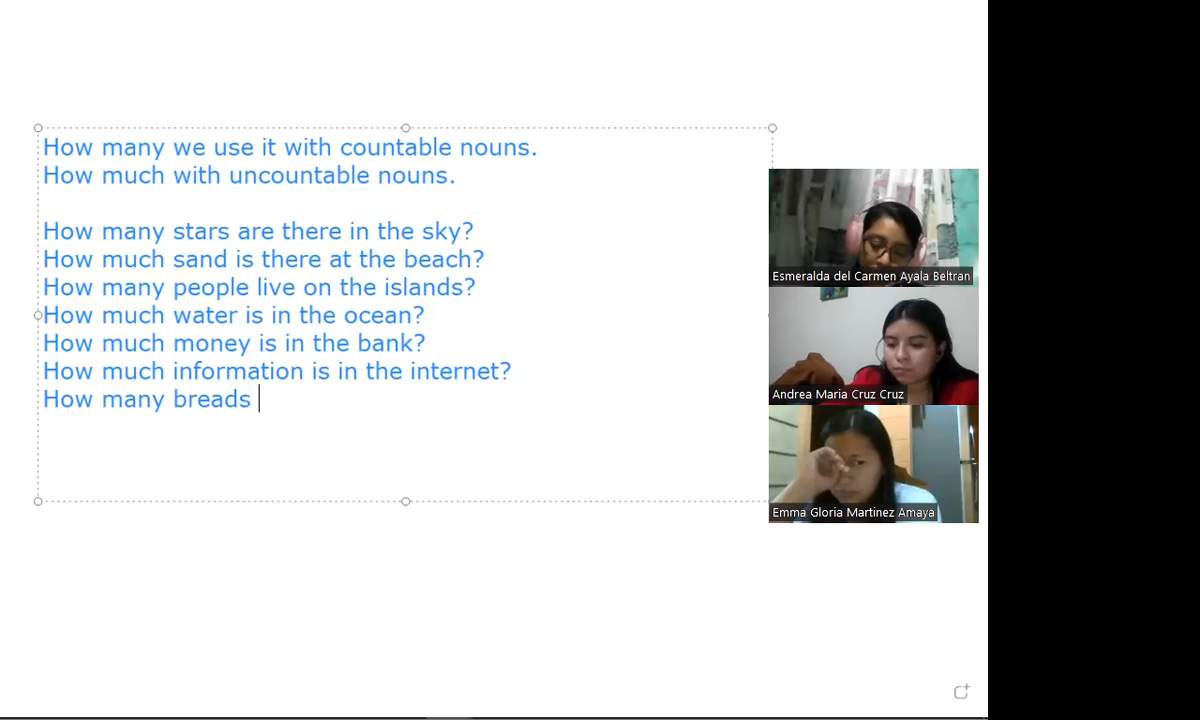 How many we use it with countable nouns.
How much with uncountable nouns.
How many stars are there in the sky?
How much sand is there at the beach?
How many people live on the islands?
How much water is in the ocean?
How much money is in the bank?
How much information is in the internet?
How many breads
Esmeralda del Carmen Ayala Beltran
Andrea Maria Cruz Cruz
Emma Gloria Martinez Amaya